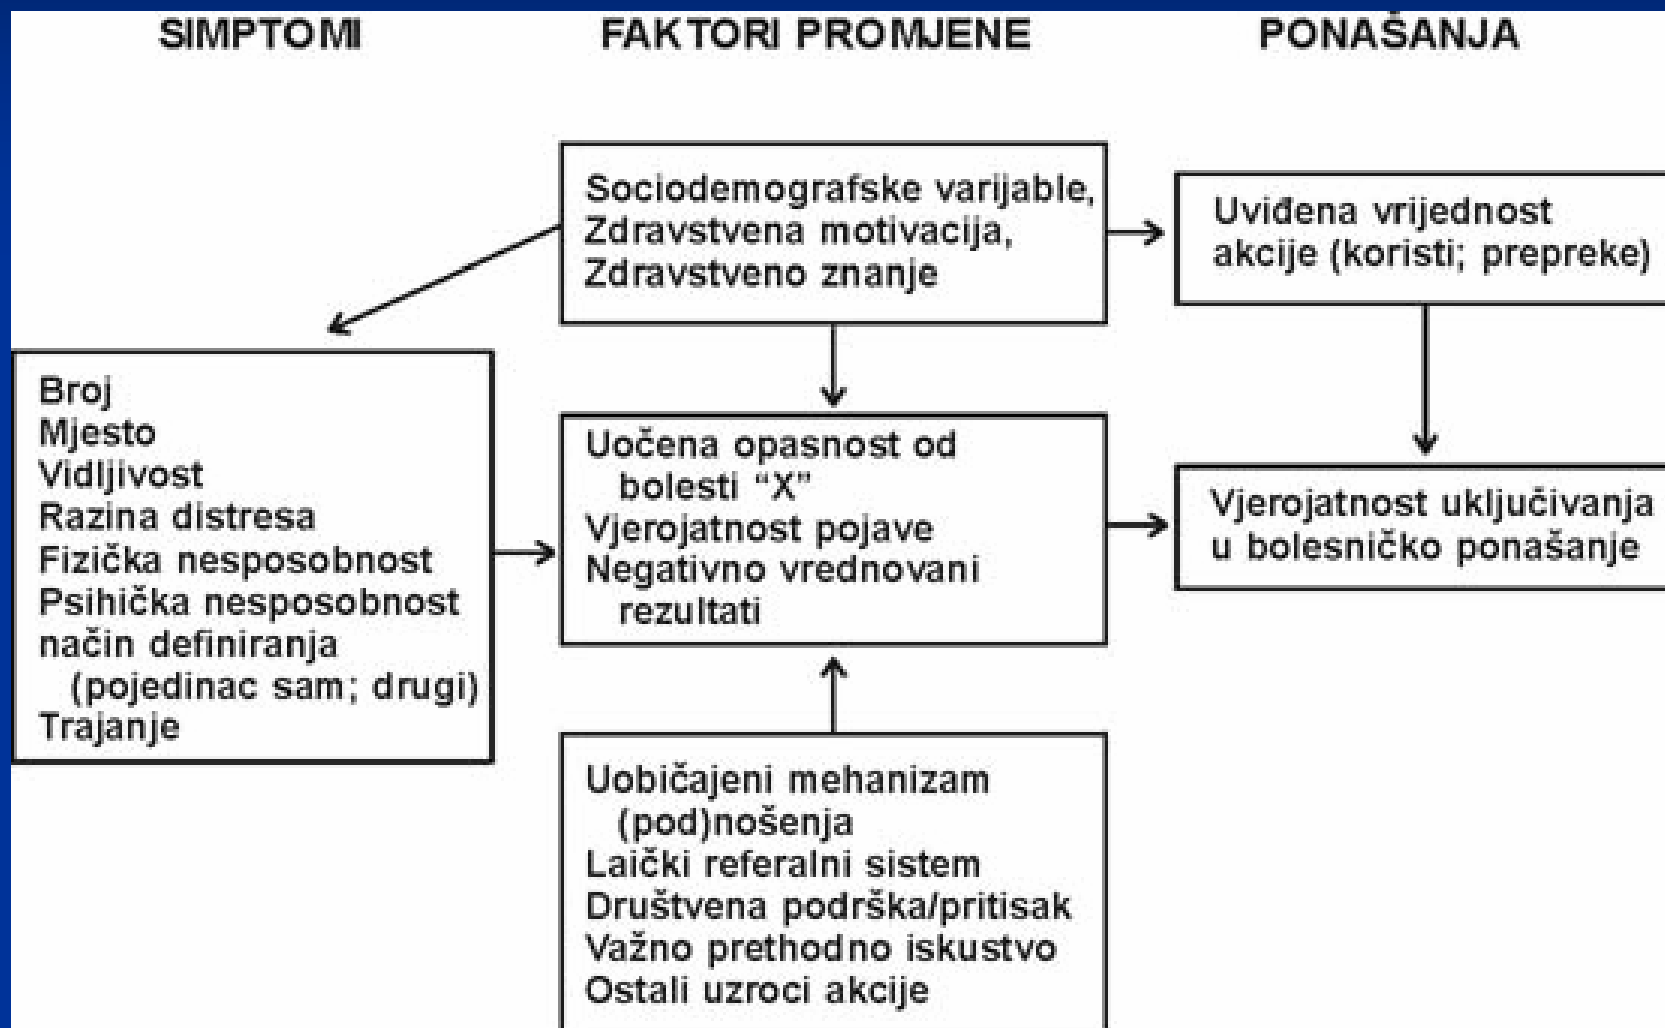 SIMPTOMI
FAKTORI PROMJENE
PONAŠANJA
Sociodemografske varijable,
Zdravstvena motivacija,
Zdravstveno znanje
Uviđena vrijednost
akcije (koristi; prepreke)
Broj
Mjesto
Vidljivost
Razina distresa
Fizička nesposobnost
Psihička nesposobnost
način definiranja
(pojedinac sam; drugi)
Trajanje
Uočena opasnost od
bolesti “X”
Vjerojatnost pojave
Negativno vrednovani
rezultati
Vjerojatnost uključivanja
u bolesničko ponašanje
Uobičajeni mehanizam
(pod)nošenja
Laički referalni sistem
Društvena podrška/pritisak
Važno prethodno iskustvo
Ostali uzroci akcije